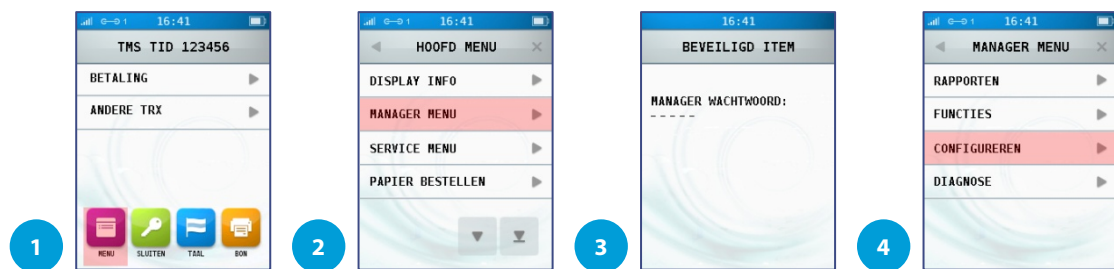 16:41
TMS TID 123456
BETALING
ANDERE TRX
MENU SLUITEN TAAL BON
1
16:41
HOOFD MENU
DISPLAY INFO
MANAGER MENU
SERVICE MENU
PAPIER BESTELLEN
2
16:41
BEVEILIGD ITEM
MANAGER WACHTWOORD:
-----
3
16:41
MANAGER MENU
RAPPORTEN
FUNCTIES
CONFIGUREREN
DIAGNOSE
4